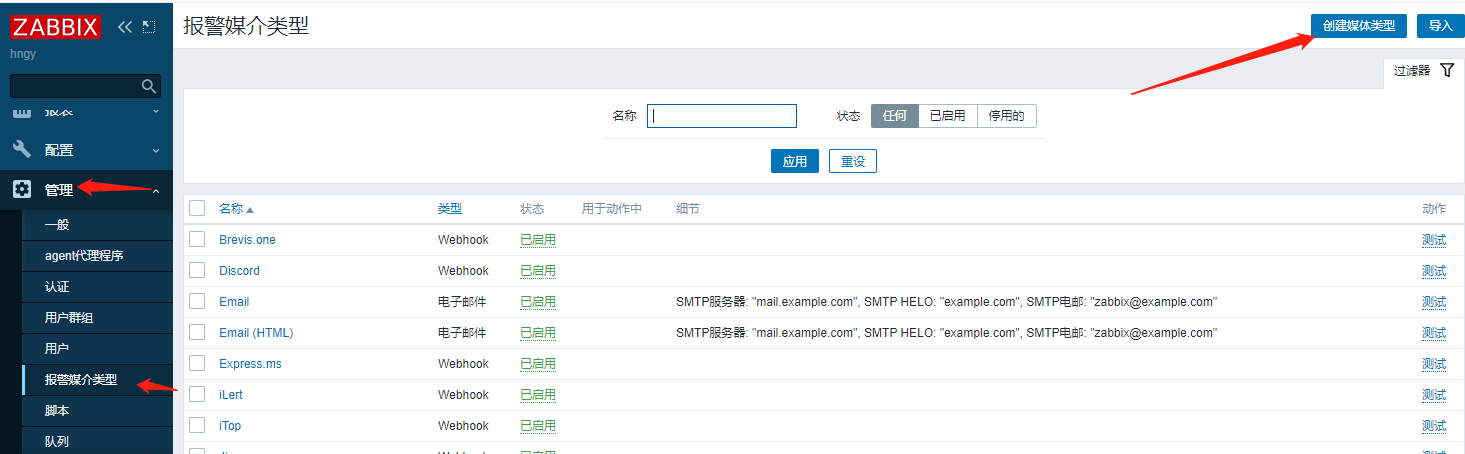 ZABBIX
hngy
配置
管理
一般
agent代理程序
认证
用户群组
用户
报警媒介类型
脚本
队列
报警媒介类型
创建媒体类型 导入
过滤器
名称 状态 任何 已启用 停用的
应用 重设
名称 类型 状态 用于动作中 细节 动作
Brevis.one Webhook 已启用 测试
Discord Webhook 已启用 测试
Email 电子邮件 已启用 SMTP服务器: "mail.example.com", SMTP HELO: "example.com", SMTP电邮: "zabbix@example.com" 测试
Email (HTML) 电子邮件 已启用 SMTP服务器: "mail.example.com", SMTP HELO: "example.com", SMTP电邮: "zabbix@example.com" 测试
Express.ms Webhook 已启用 测试
iLert Webhook 已启用 测试
iTop Webhook 已启用 测试